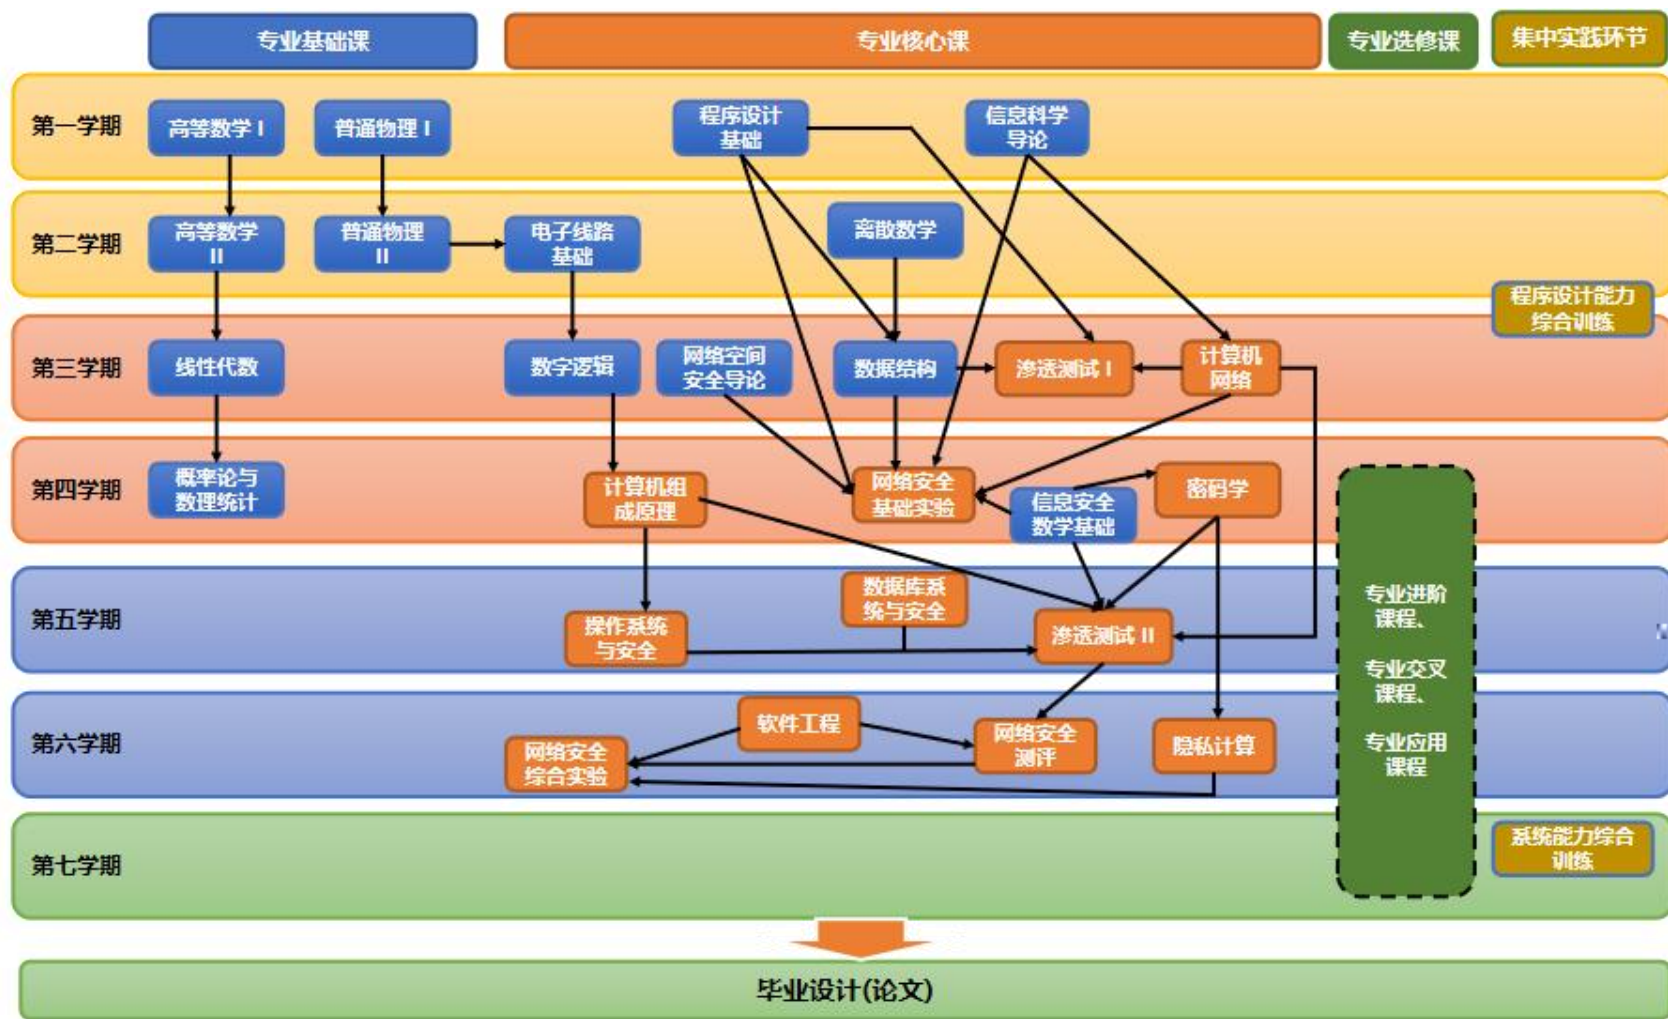 专业基础课
专业核心课
专业选修课
集中实践环节
第一学期
高等数学 I
普通物理 I
程序设计
基础
信息科学
导论
第二学期
高等数学
II
普通物理
II
电子线路
基础
离散数学
程序设计能力
综合训练
第三学期
线性代数
数字逻辑
网络空间
安全导论
数据结构
渗透测试 I
计算机
网络
第四学期
概率论与
数理统计
计算机组
成原理
网络安全
基础实验
信息安全
数学基础
密码学
第五学期
操作系统
与安全
数据库系
统与安全
渗透测试 II
专业进阶
课程、
专业交叉
课程、
专业应用
课程
第六学期
网络安全
综合实验
软件工程
网络安全
测评
隐私计算
第七学期
系统能力综合
训练
毕业设计(论文)